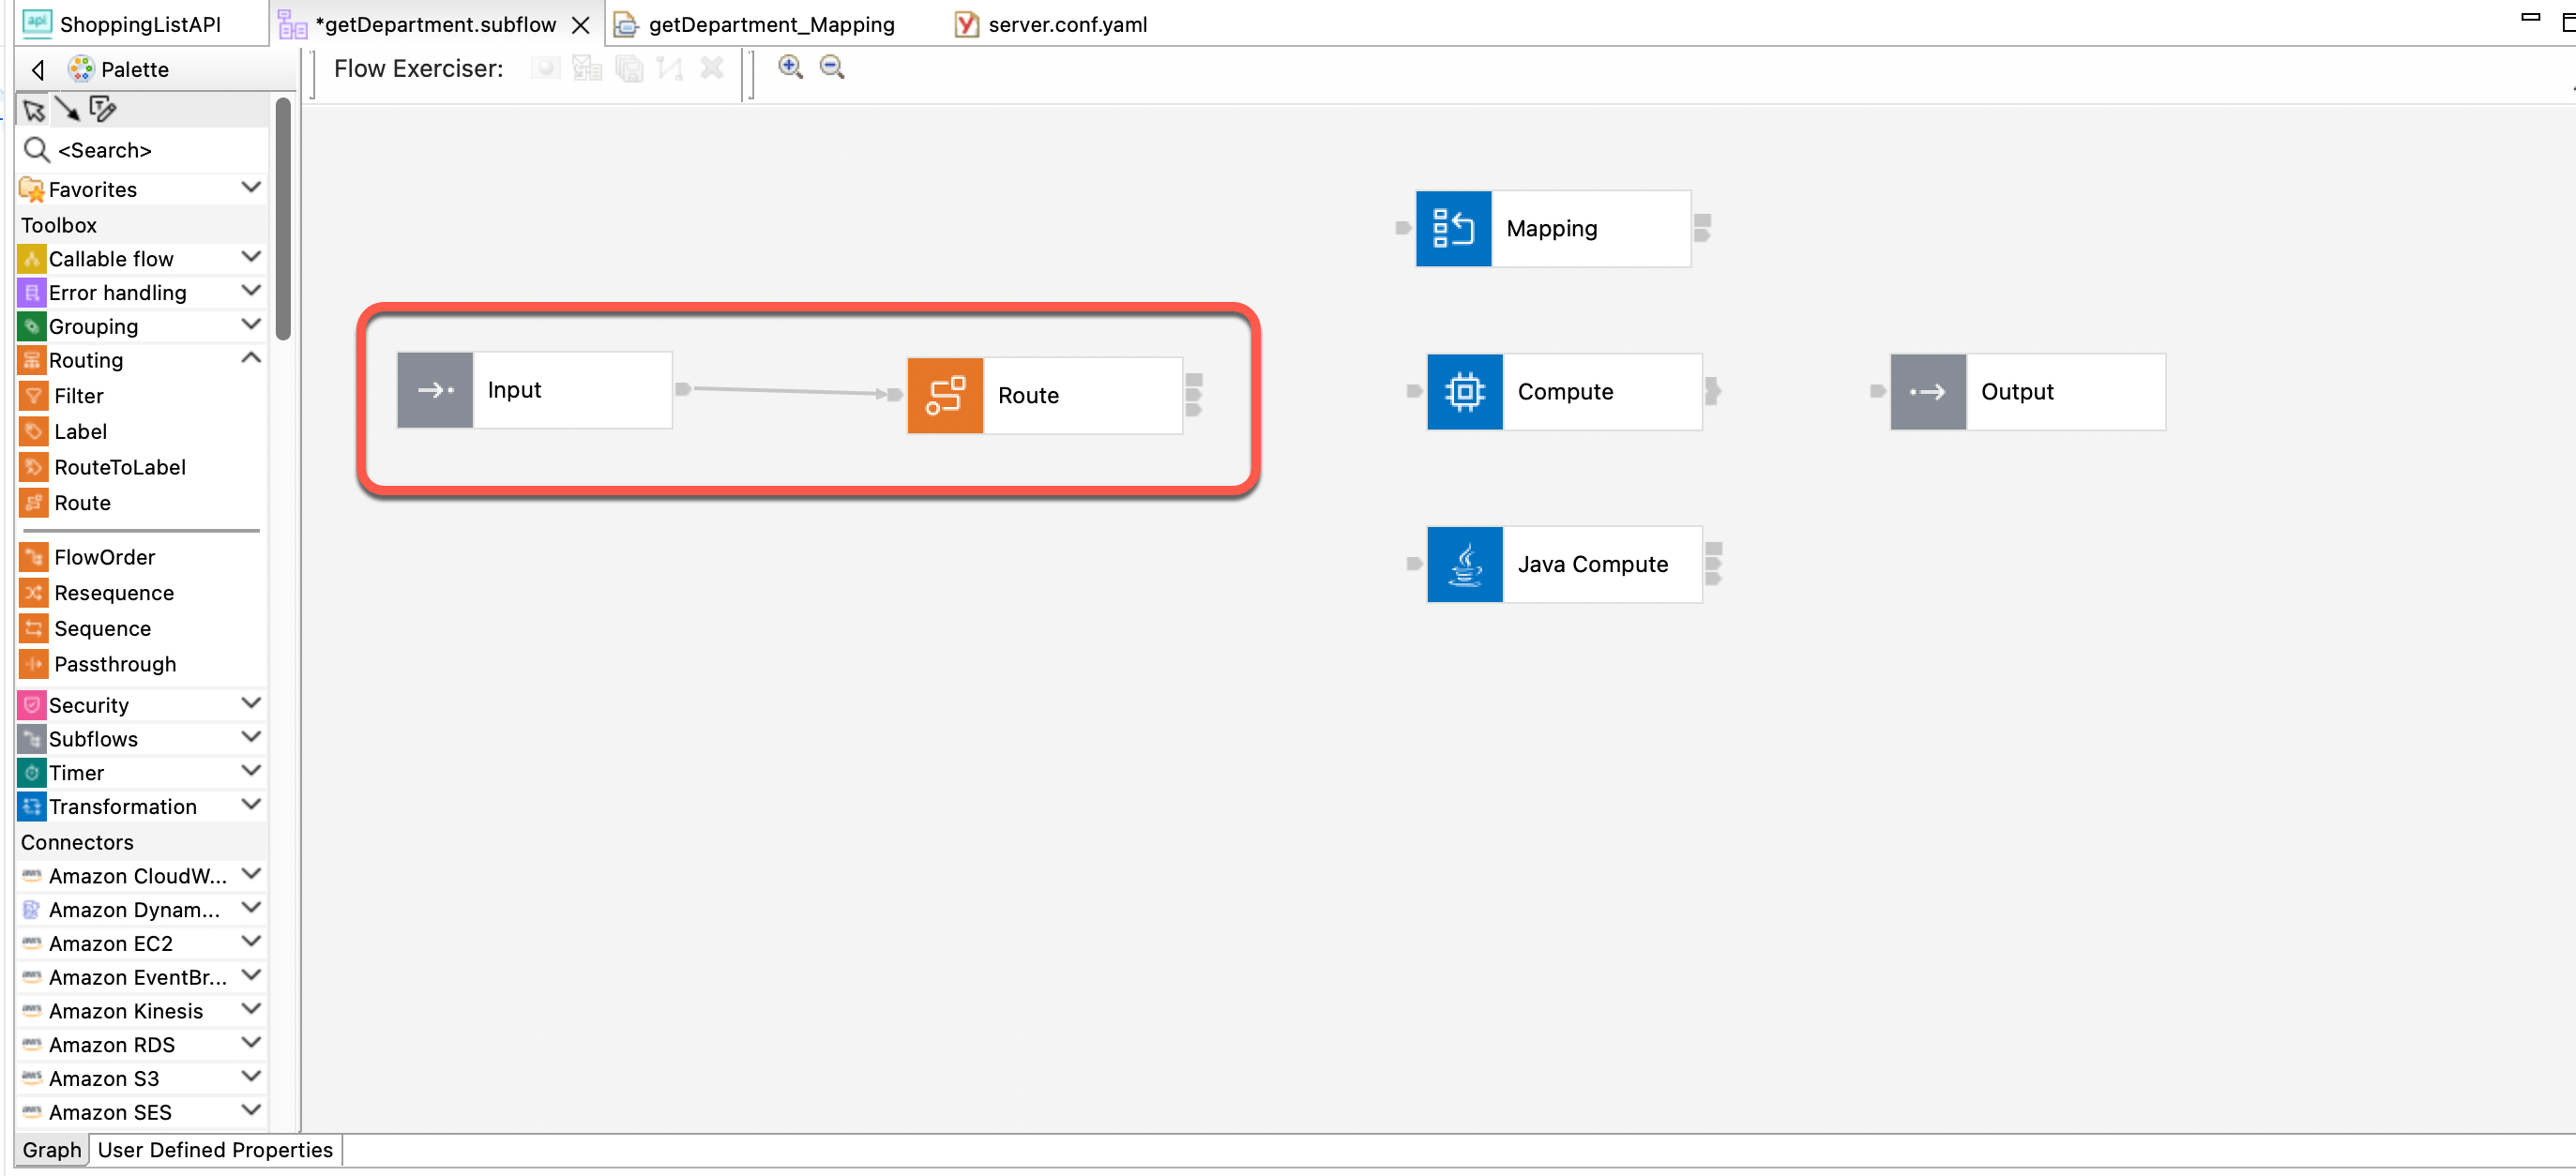 ShoppingListAPI
*getDepartment.subflow
getDepartment_Mapping
server.conf.yaml
Palette
Flow Exerciser:
<Search>
Favorites
Toolbox
Callable flow
Error handling
Grouping
Routing
Filter
Label
RouteToLabel
Route
FlowOrder
Resequence
Sequence
Passthrough
Security
Subflows
Timer
Transformation
Connectors
Amazon CloudW...
Amazon Dynam...
Amazon EC2
Amazon EventBr...
Amazon Kinesis
Amazon RDS
Amazon S3
Amazon SES
Mapping
Input
Route
Compute
Output
Java Compute
Graph
User Defined Properties